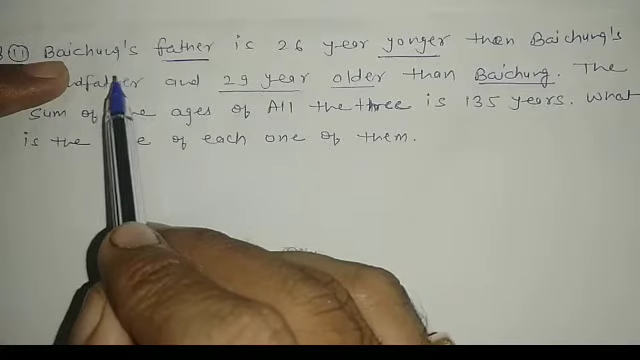 (11) Baichung's father is 26 year yonger then Baichung's
and 29 year older than Baichung. The
Sum of ages of All the three is 135 years. What
is the of each one of them.